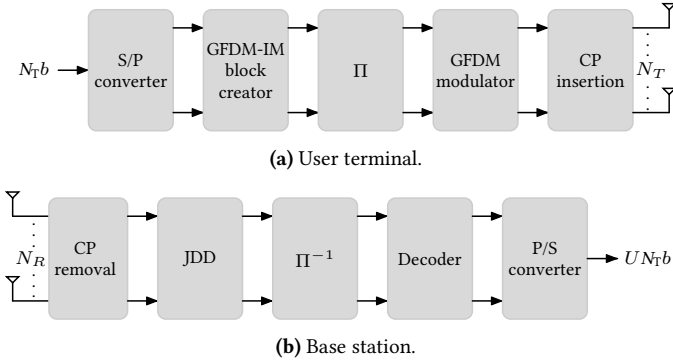 N_T b
S/P
converter
GFDM-IM
block
creator
Π
GFDM
modulator
CP
insertion
N_T
(a) User terminal.
N_R
CP
removal
JDD
Π⁻¹
Decoder
P/S
converter
U N_T b
(b) Base station.